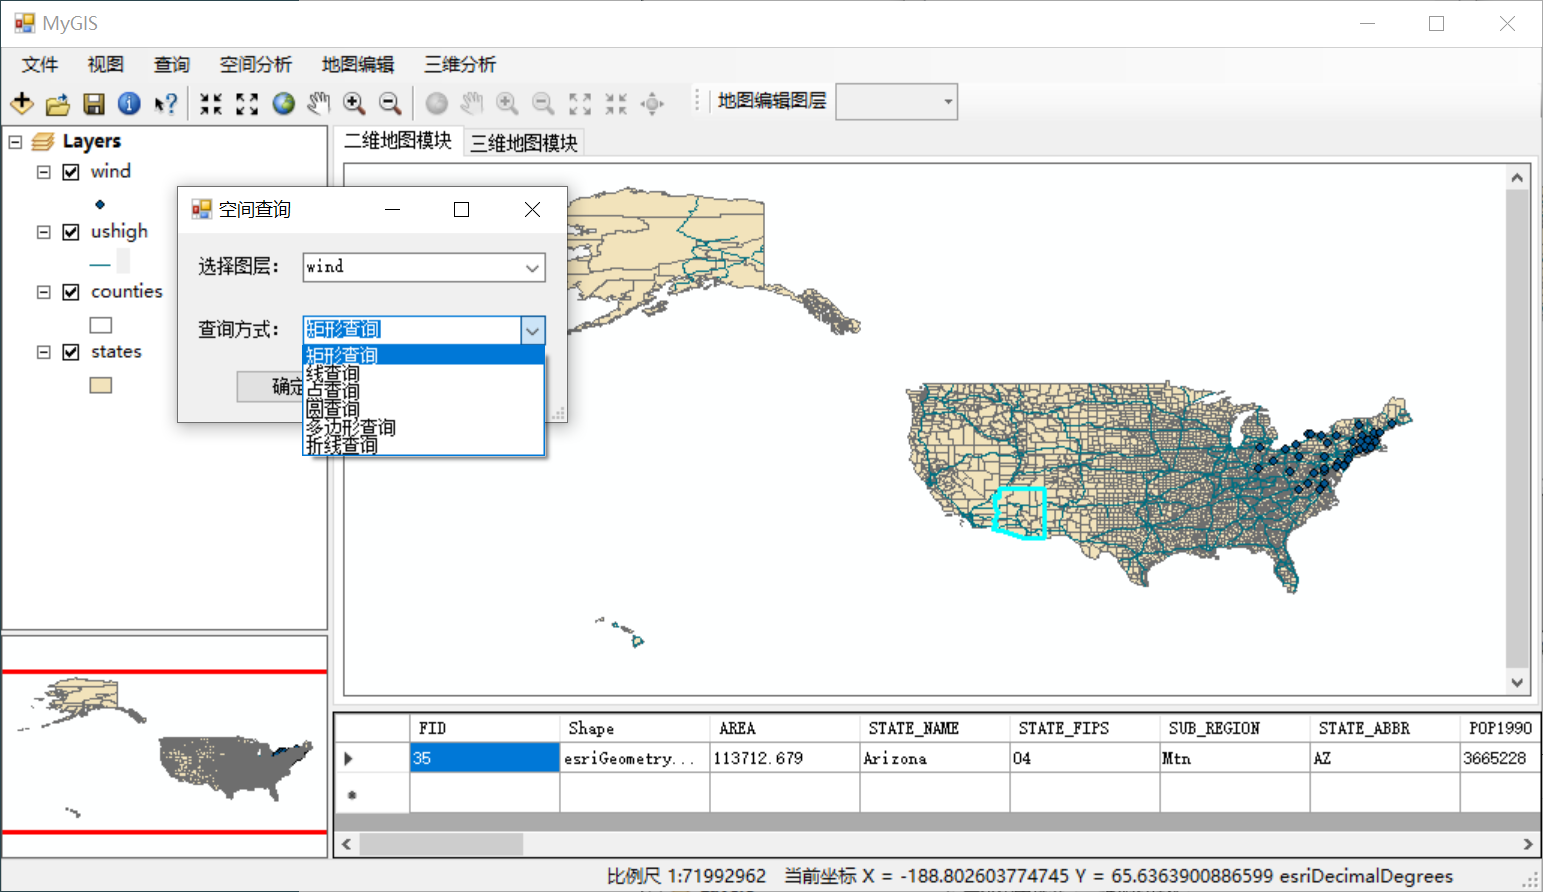 MyGIS
文件 视图 查询 空间分析 地图编辑 三维分析
地图编辑图层
Layers
wind
ushigh
counties
states
二维地图模块 三维地图模块
空间查询
选择图层： wind
查询方式： 矩形查询
矩形查询
线查询
点查询
圆查询
多边形查询
折线查询
确定
FID Shape AREA STATE_NAME STATE_FIPS SUB_REGION STATE_ABBR POP1990
35 esriGeometry... 113712.679 Arizona 04 Mtn AZ 3665228
比例尺 1:71992962 当前坐标 X = -188.802603774745 Y = 65.6363900886599 esriDecimalDegrees